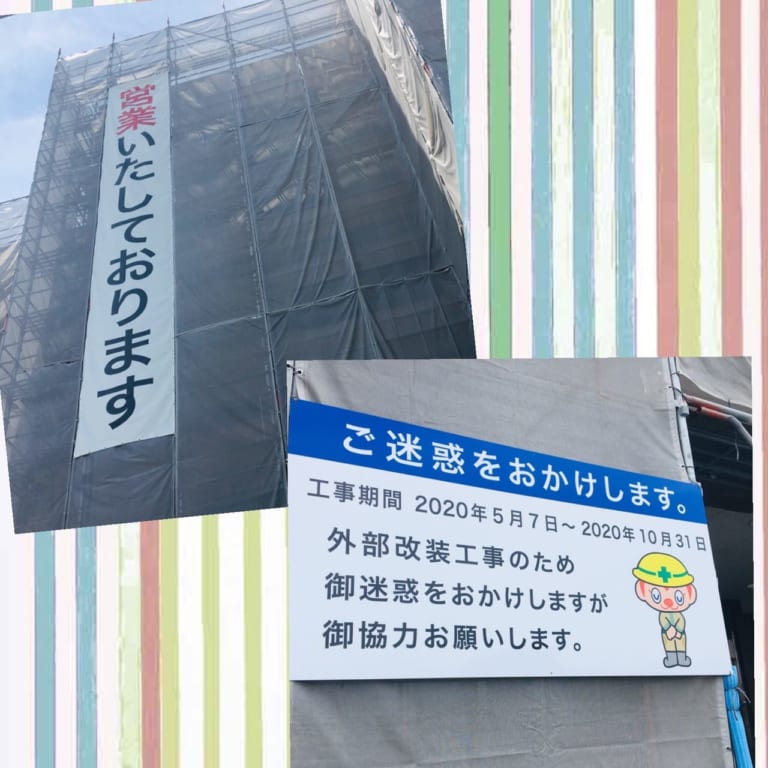 営業いたしております
ご迷惑をおかけします。
工事期間 2020年5月7日〜2020年10月31日
外部改装工事のため
御迷惑をおかけしますが
御協力お願いします。